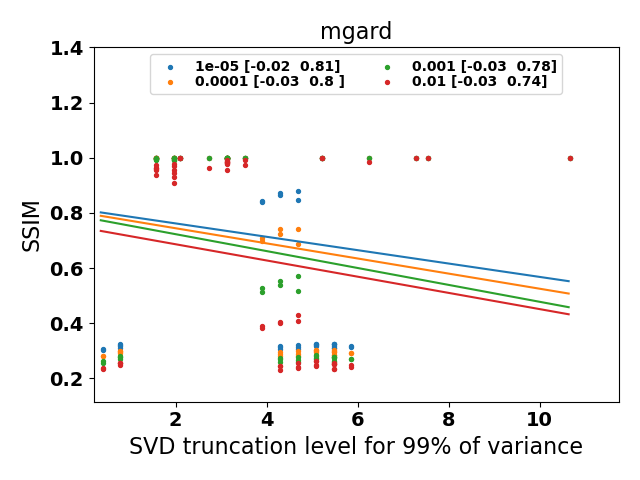 mgard
1e-05 [-0.02  0.81]
0.0001 [-0.03  0.8 ]
0.001 [-0.03  0.78]
0.01 [-0.03  0.74]
SSIM
1.4
1.2
1.0
0.8
0.6
0.4
0.2
2 4 6 8 10
SVD truncation level for 99% of variance